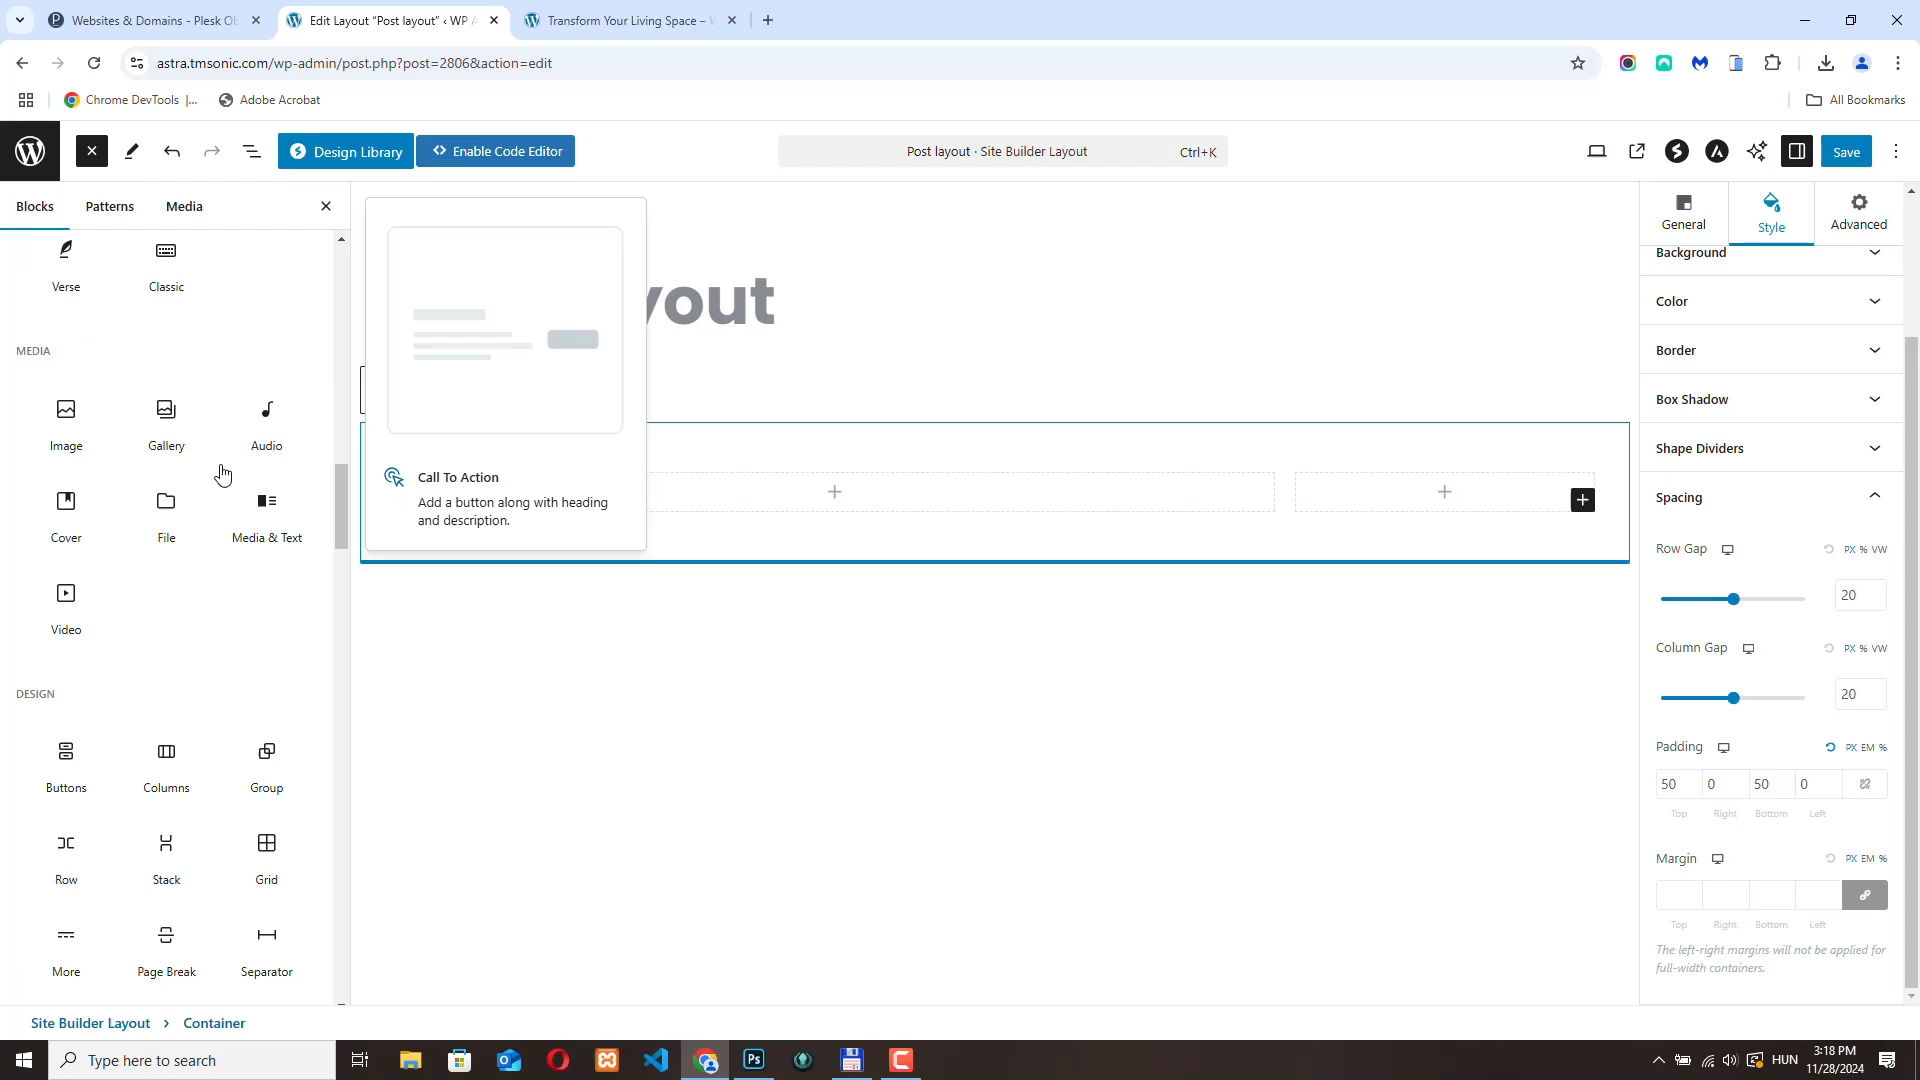 Websites & Domains - Plesk Ob
Edit Layout “Post layout” ‹ WP A
Transform Your Living Space –
astra.tmsonic.com/wp-admin/post.php?post=2806&action=edit
Chrome DevTools |...
Adobe Acrobat
All Bookmarks
Design Library
Enable Code Editor
Post layout · Site Builder Layout
Ctrl+K
Save
Blocks
Patterns
Media
General
Style
Advanced
Verse
Classic
MEDIA
Image
Gallery
Audio
Cover
File
Media & Text
Video
DESIGN
Buttons
Columns
Group
Row
Stack
Grid
More
Page Break
Separator
yout
Call To Action
Add a button along with heading
and description.
Background
Color
Border
Box Shadow
Shape Dividers
Spacing
Row Gap
PX % VW
20
Column Gap
PX % VW
20
Padding
PX EM %
50 0 50 0
Top Right Bottom Left
Margin
PX EM %
Top Right Bottom Left
The left-right margins will not be applied for
full-width containers.
Site Builder Layout › Container
Type here to search
Ps
HUN
3:18 PM
11/28/2024